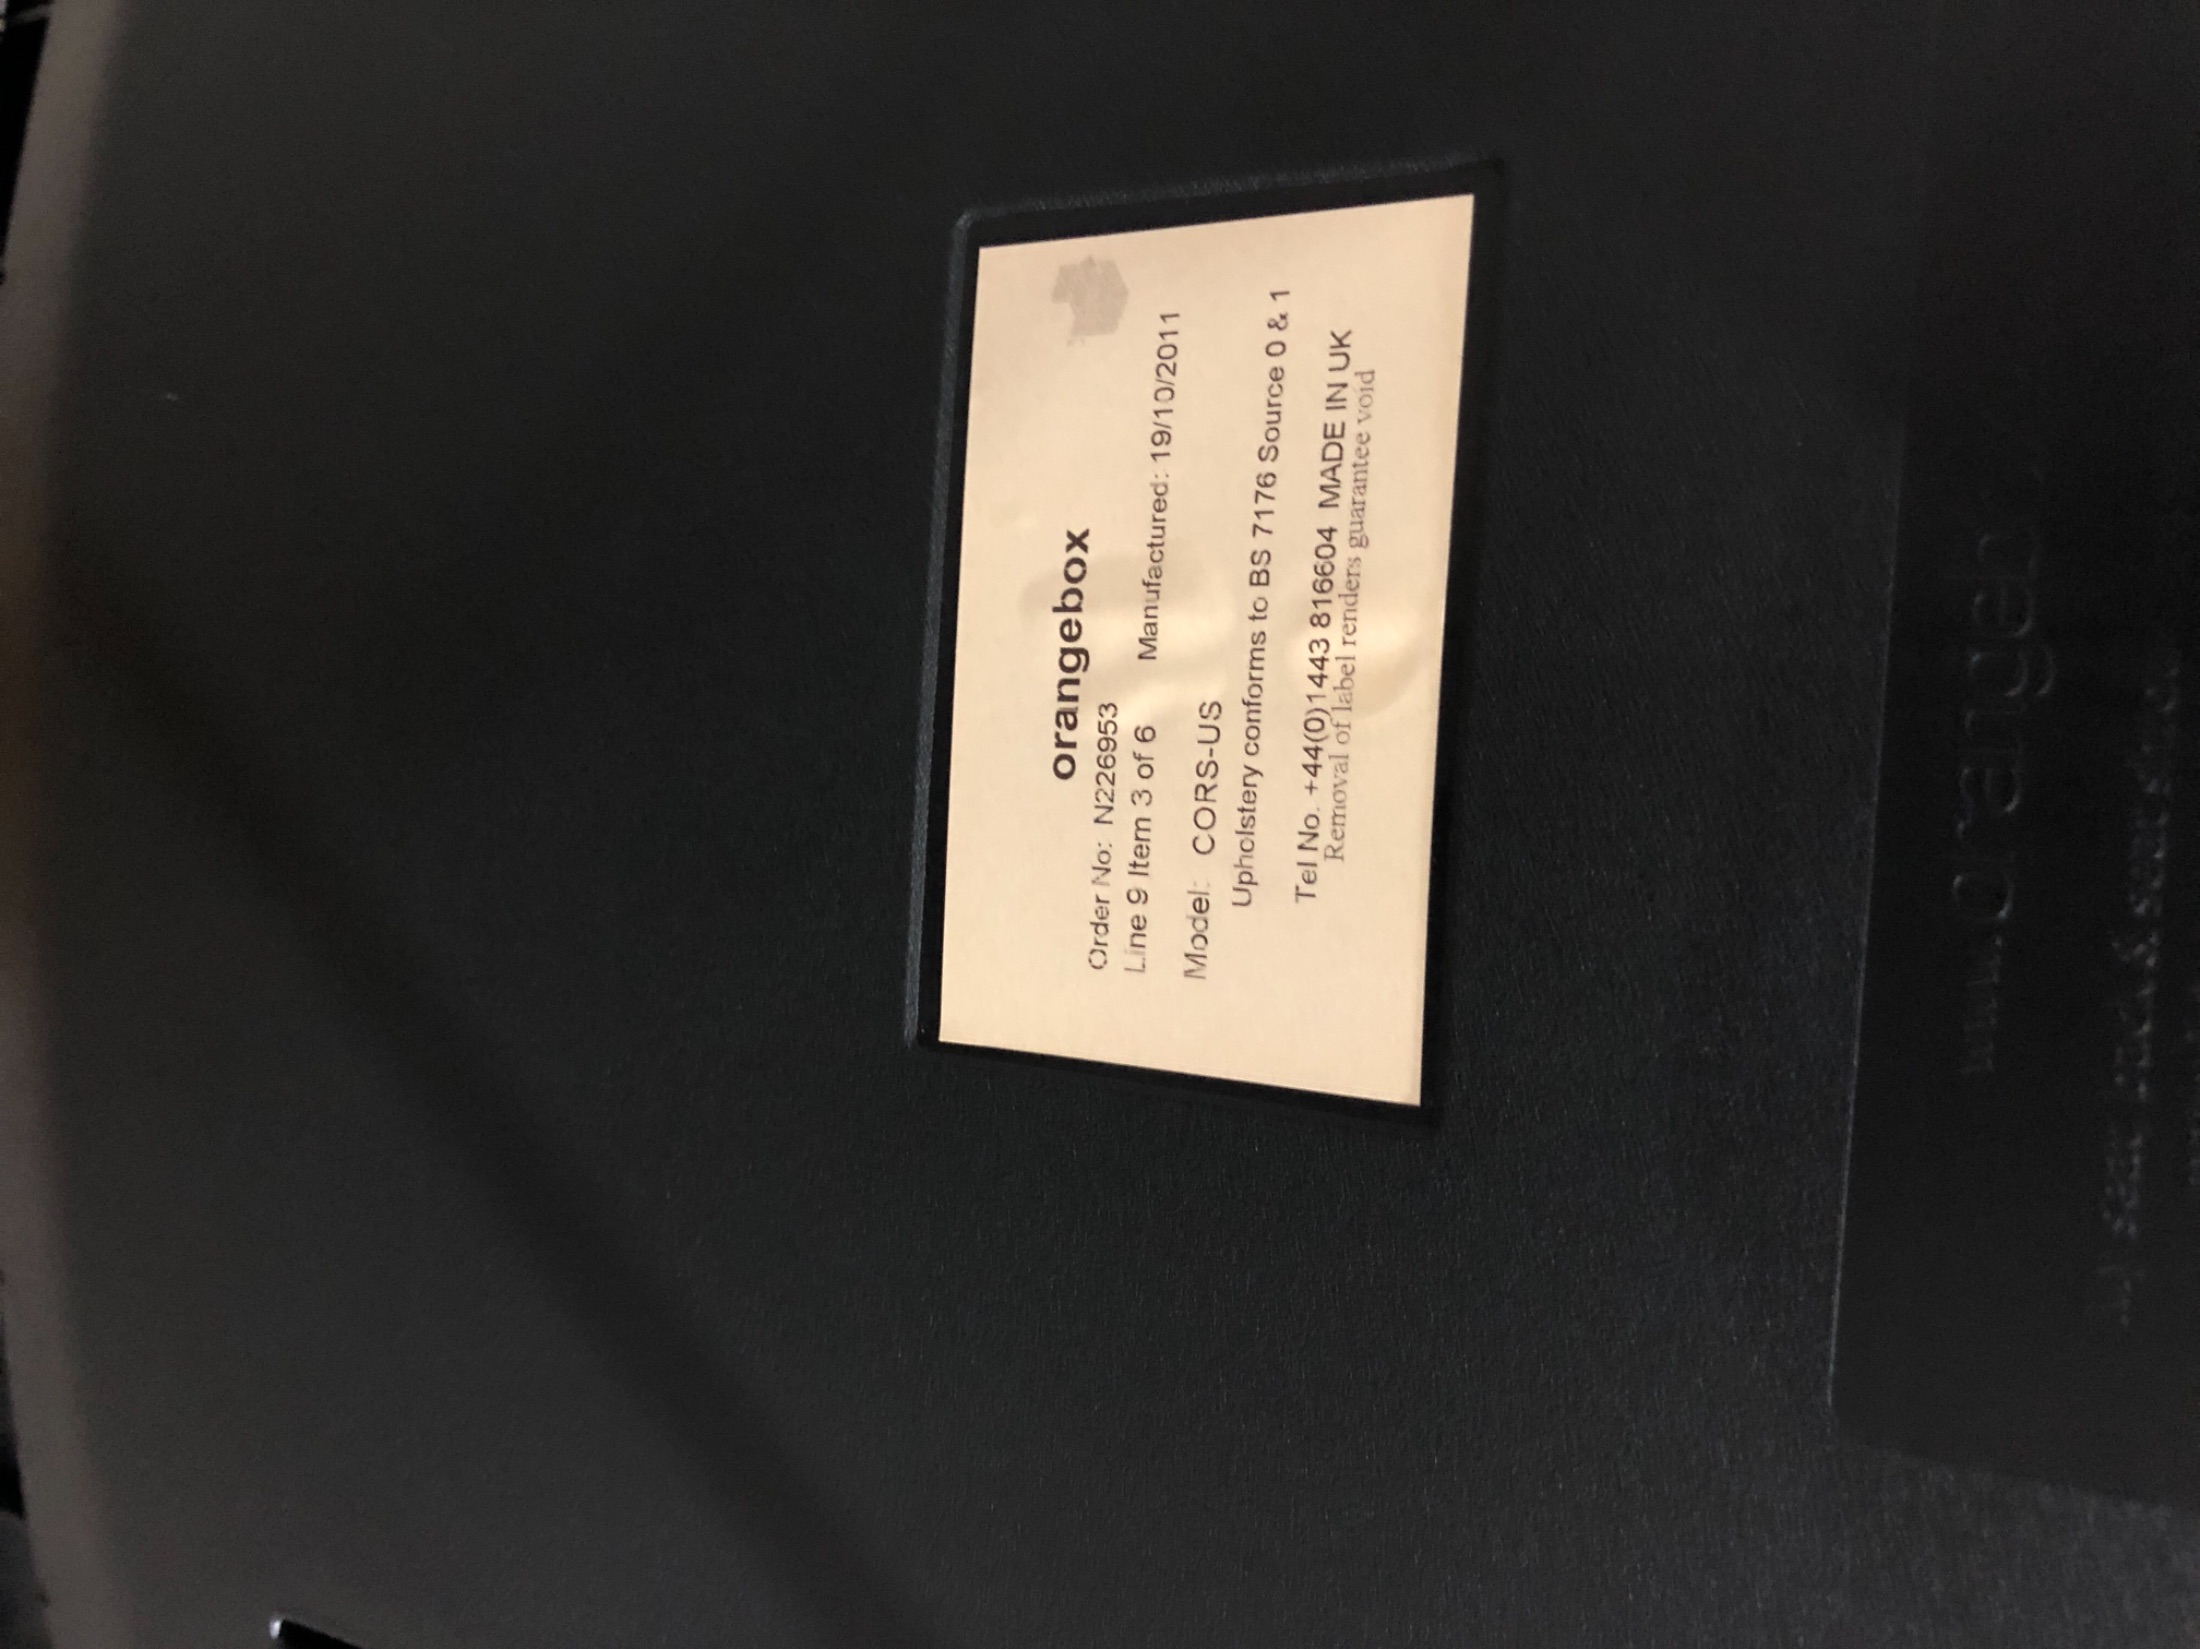 orangebox
Order No: N226953
Line 9 Item 3 of 6 Manufactured: 19/10/2011
Model: CORS-US
Upholstery conforms to BS 7176 Source 0 & 1
Tel No. +44(0)1443 816604 MADE IN UK
Removal of label renders guarantee void